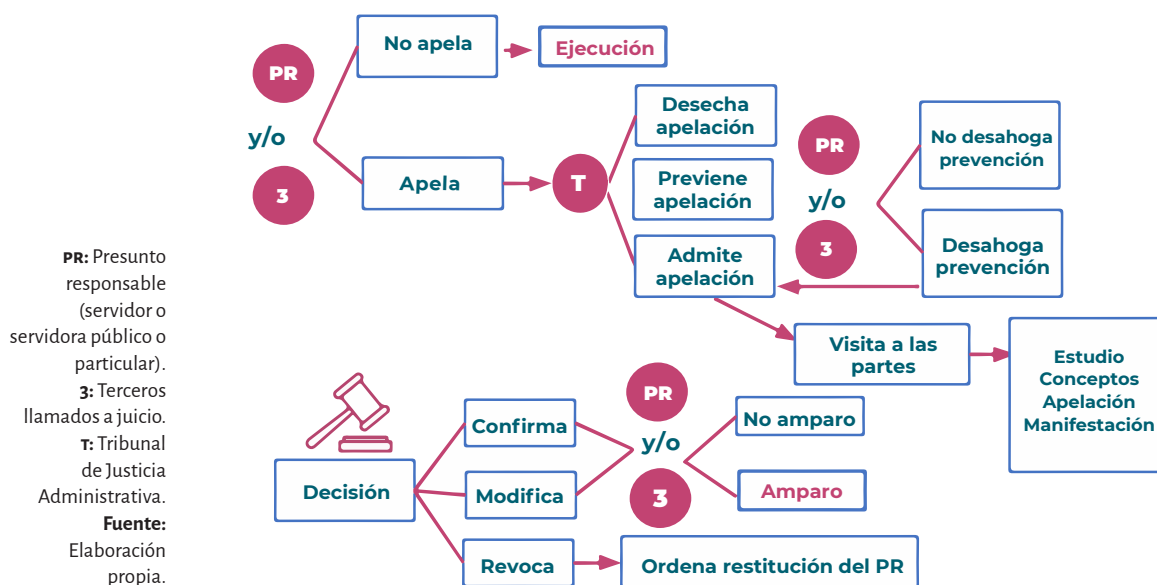 PR
y/o
3
No apela
Ejecución
Apela
T
Desecha
apelación
Previene
apelación
Admite
apelación
PR
y/o
3
No desahoga
prevención
Desahoga
prevención
Visita a las
partes
Estudio
Conceptos
Apelación
Manifestación
PR: Presunto
responsable
(servidor o
servidora público o
particular).
3: Terceros
llamados a juicio.
T: Tribunal
de Justicia
Administrativa.
Fuente:
Elaboración
propia.
Decisión
Confirma
Modifica
Revoca
PR
y/o
3
No amparo
Amparo
Ordena restitución del PR